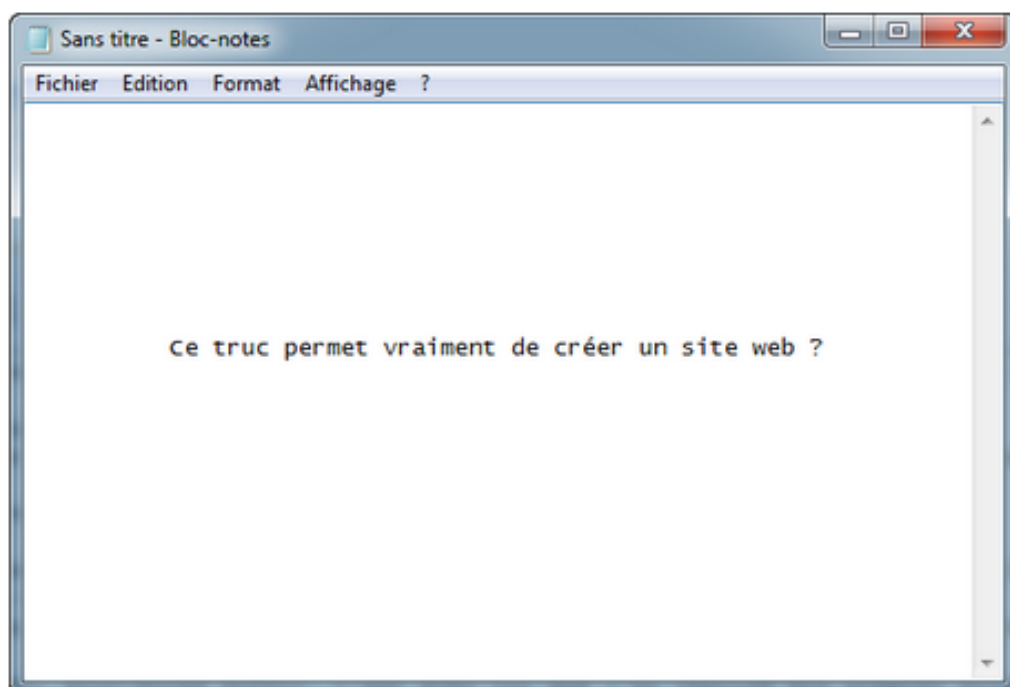 Sans titre - Bloc-notes
Fichier Edition Format Affichage ?
Ce truc permet vraiment de créer un site web ?